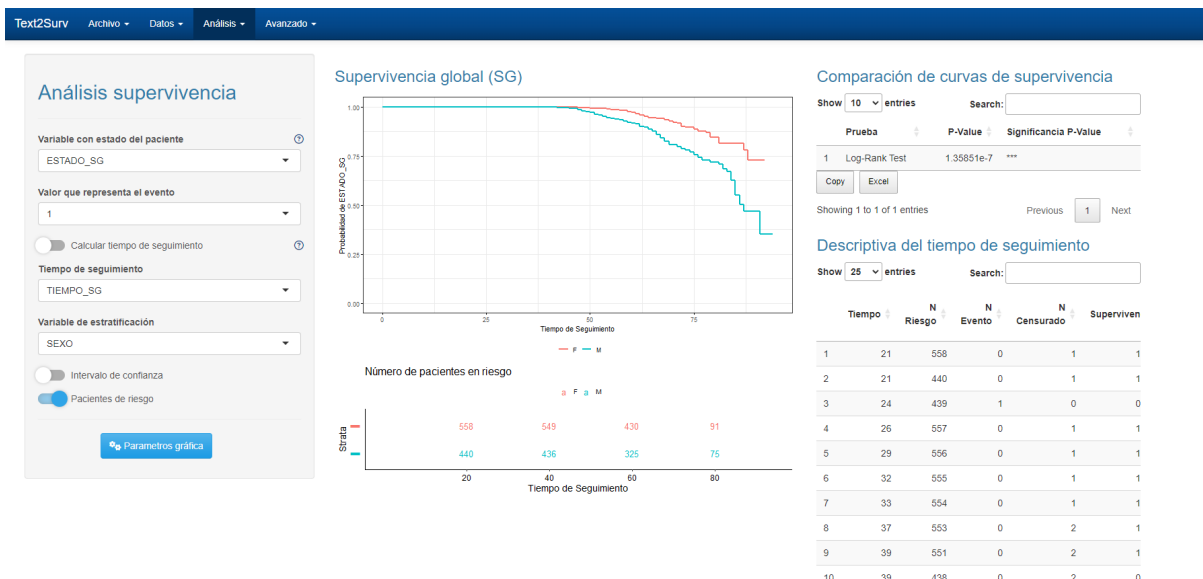 Text2Surv Archivo Datos Análisis Avanzado
Análisis supervivencia
Variable con estado del paciente
ESTADO_SG
Valor que representa el evento
1
Calcular tiempo de seguimiento
Tiempo de seguimiento
TIEMPO_SG
Variable de estratificación
SEXO
Intervalo de confianza
Pacientes de riesgo
Parametros gráfica
Supervivencia global (SG)
Probabilidad de ESTADO_SG
1.00
0.75
0.50
0.25
0.00
0 25 50 75
Tiempo de Seguimiento
F M
Número de pacientes en riesgo
a F a M
Strata
558 549 430 91
440 436 325 75
20 40 60 80
Tiempo de Seguimiento
Comparación de curvas de supervivencia
Show 10 entries Search:
Prueba P-Value Significancia P-Value
1 Log-Rank Test 1.35851e-7 ***
Copy Excel
Showing 1 to 1 of 1 entries Previous 1 Next
Descriptiva del tiempo de seguimiento
Show 25 entries Search:
Tiempo N Riesgo N Evento N Censurado Superviven
1 21 558 0 1 1
2 21 440 0 1 1
3 24 439 1 0 0
4 26 557 0 1 1
5 29 556 0 1 1
6 32 555 0 1 1
7 33 554 0 1 1
8 37 553 0 2 1
9 39 551 0 2 1
10 39 438 0 2 0